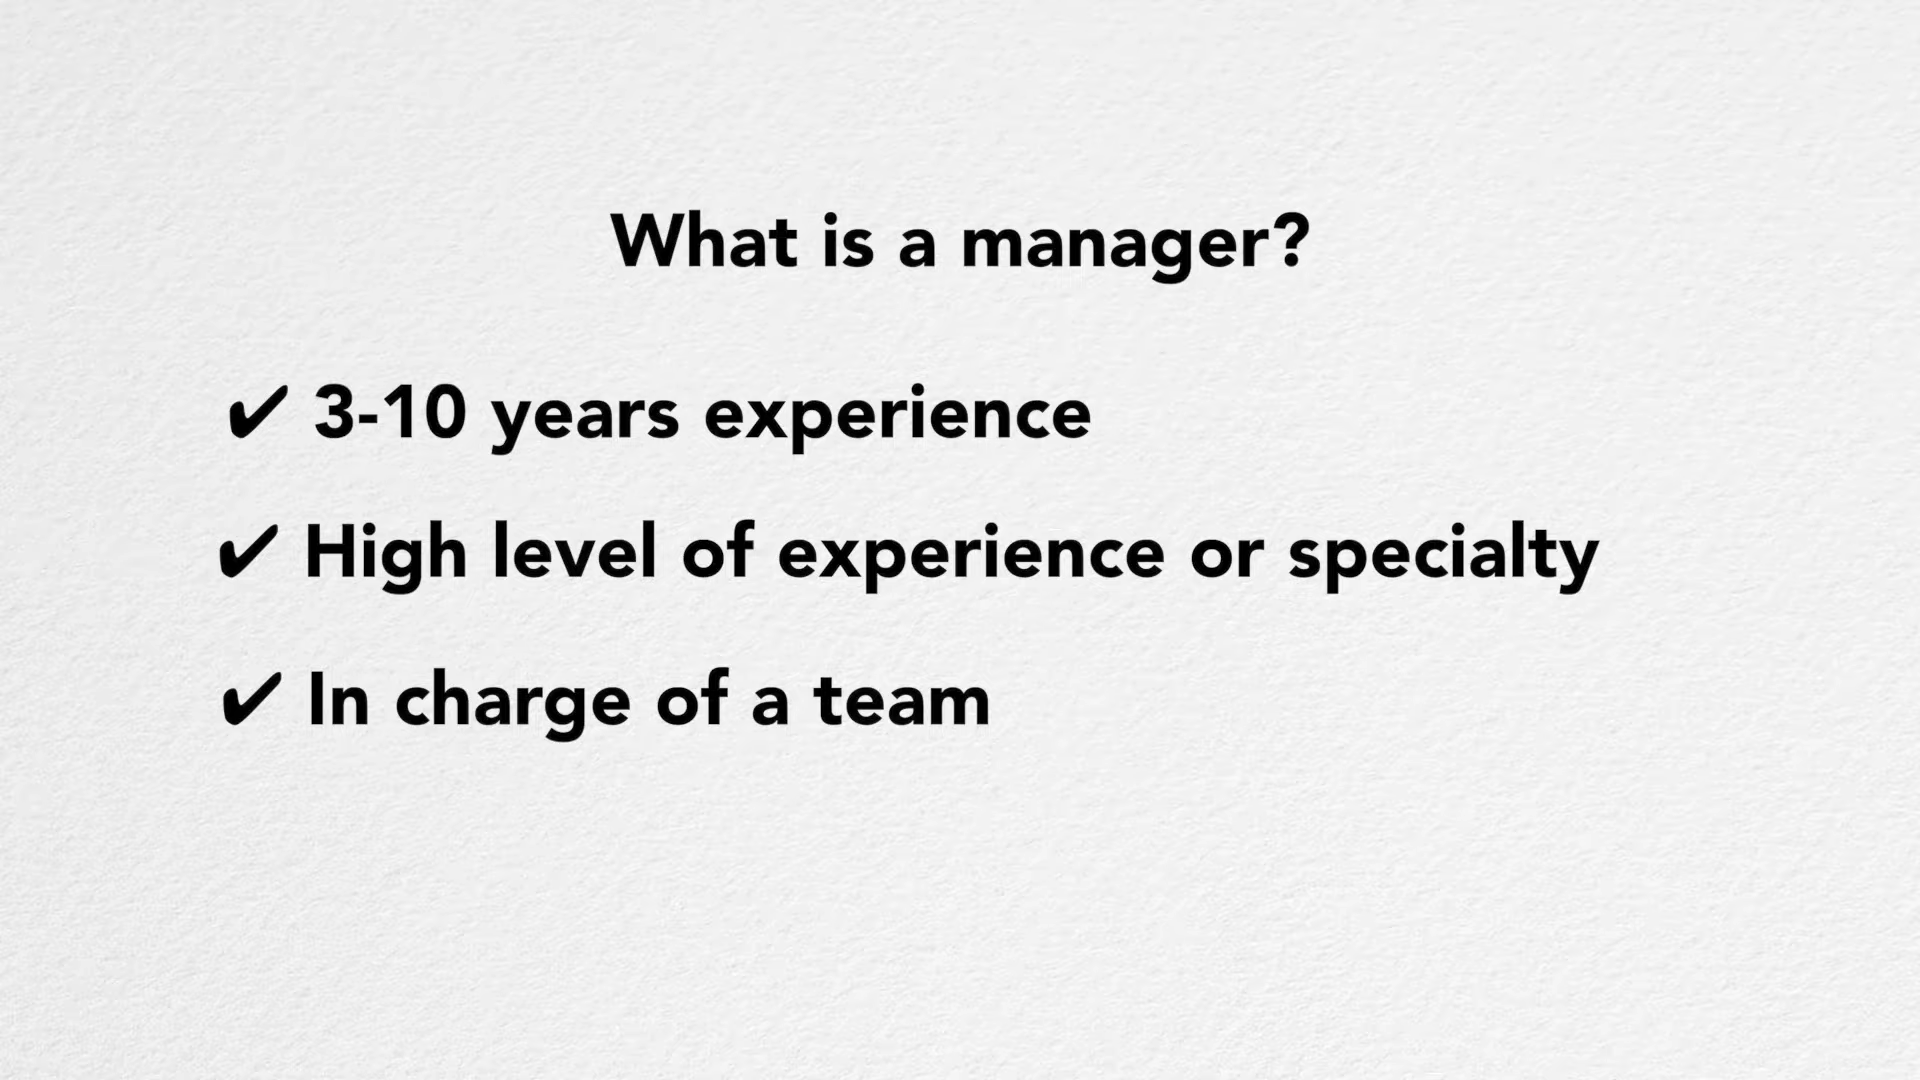 What is a manager?
✔ 3-10 years experience
✔ High level of experience or specialty
✔ In charge of a team